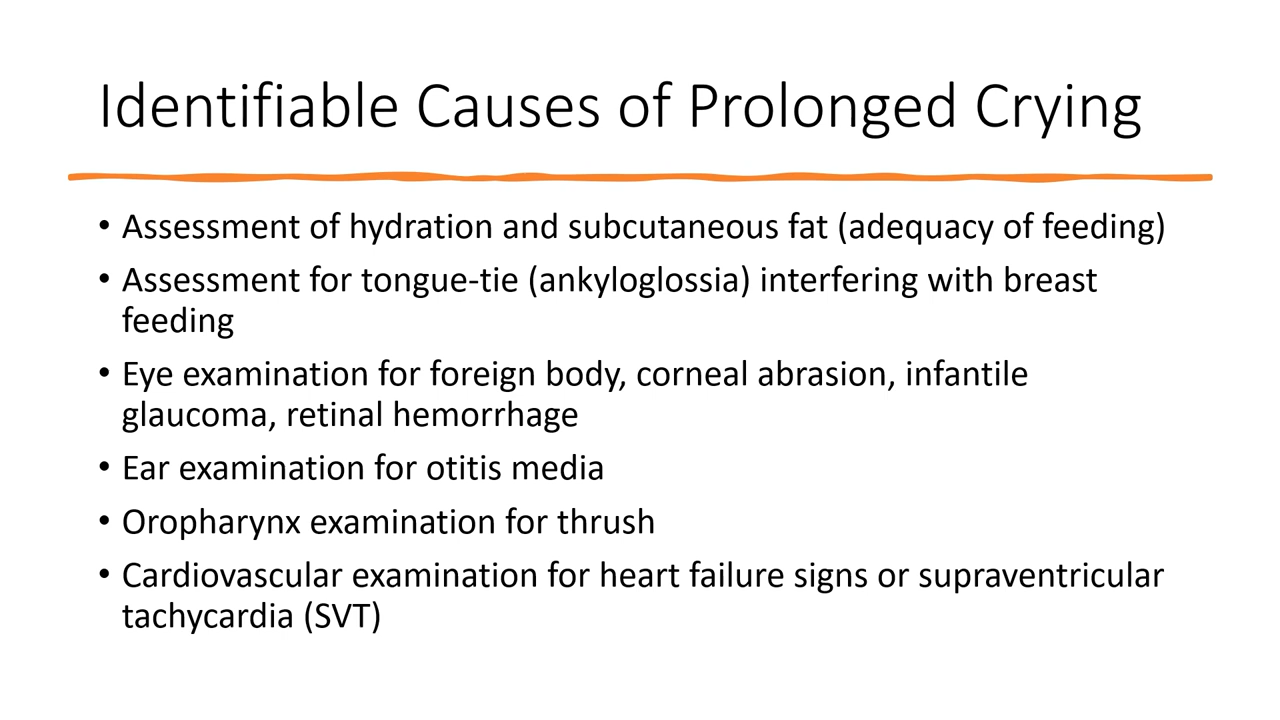 Identifiable Causes of Prolonged Crying
• Assessment of hydration and subcutaneous fat (adequacy of feeding)
• Assessment for tongue-tie (ankyloglossia) interfering with breast
feeding
• Eye examination for foreign body, corneal abrasion, infantile
glaucoma, retinal hemorrhage
• Ear examination for otitis media
• Oropharynx examination for thrush
• Cardiovascular examination for heart failure signs or supraventricular
tachycardia (SVT)